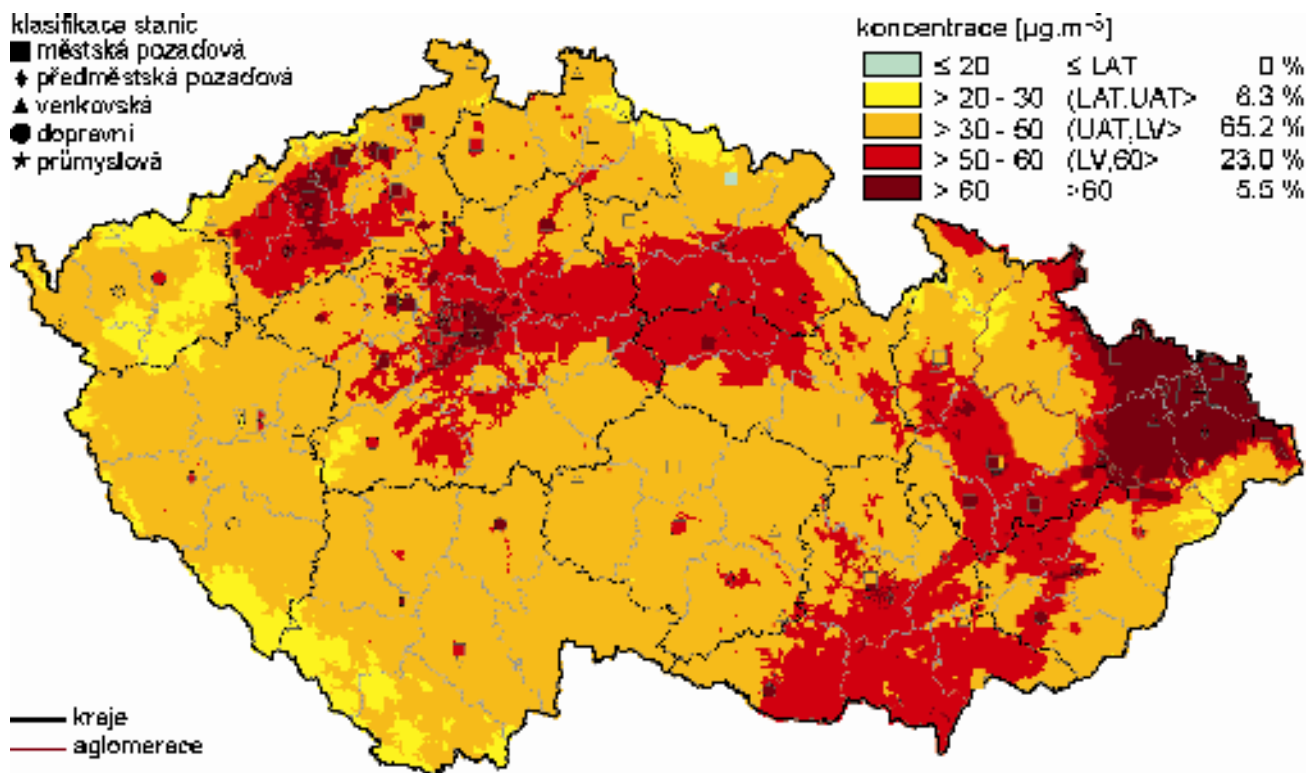 klasifikace stanic
městská pozaďová
předměstská pozaďová
venkovská
dopravní
průmyslová
koncentrace [µg.m⁻³]
≤ 20 ≤ LAT 0 %
> 20 - 30 (LAT,UAT> 6.3 %
> 30 - 50 (UAT,LV> 65.2 %
> 50 - 60 (LV,60> 23.0 %
> 60 >60 5.5 %
kraje
aglomerace